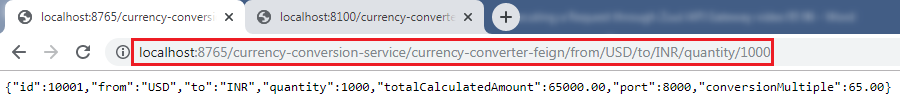 localhost:8765/currency-conversi
localhost:8100/currency-converte
localhost:8765/currency-conversion-service/currency-converter-feign/from/USD/to/INR/quantity/1000
{"id":10001,"from":"USD","to":"INR","quantity":1000,"totalCalculatedAmount":65000.00,"port":8000,"conversionMultiple":65.00}